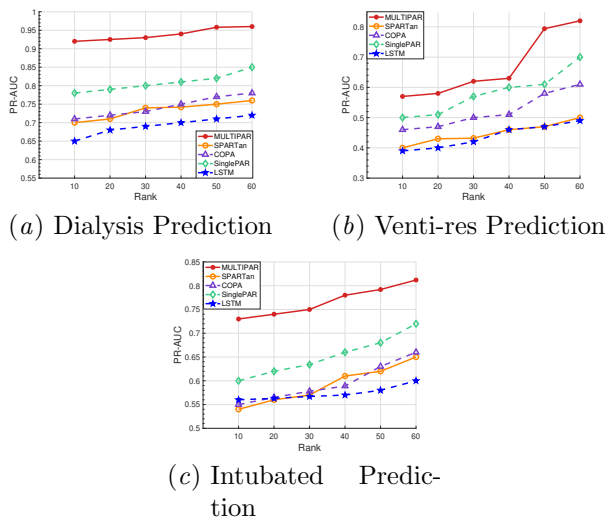 0.95
0.9
0.85
0.8
0.75
0.7
0.65
0.6
0.55
PR-AUC
MULTIPAR
SPARTan
COPA
SinglePAR
LSTM
10 20 30 40 50 60
Rank
(a) Dialysis Prediction
0.8
0.7
0.6
0.5
0.4
0.3
PR-AUC
MULTIPAR
SPARTan
COPA
SinglePAR
LSTM
10 20 30 40 50 60
Rank
(b) Venti-res Prediction
0.85
0.8
0.75
0.7
0.65
0.6
0.55
0.5
PR-AUC
MULTIPAR
SPARTan
COPA
SinglePAR
LSTM
10 20 30 40 50 60
Rank
(c) Intubated Predic-
tion